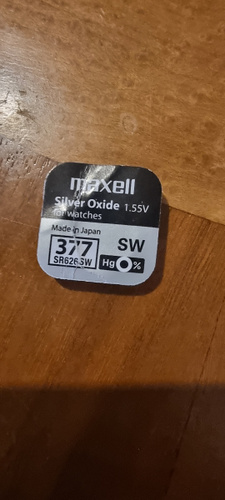 maxell
Silver Oxide 1.55V
for watches
Made in Japan
377 SW
SR626SW Hg 0%